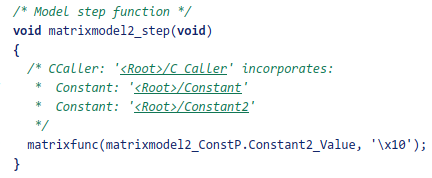 /* Model step function */
void matrixmodel2_step(void)
{
/* CCaller: '<Root>/C Caller' incorporates:
*  Constant: '<Root>/Constant'
*  Constant: '<Root>/Constant2'
*/
matrixfunc(matrixmodel2_ConstP.Constant2_Value, '\x10');
}